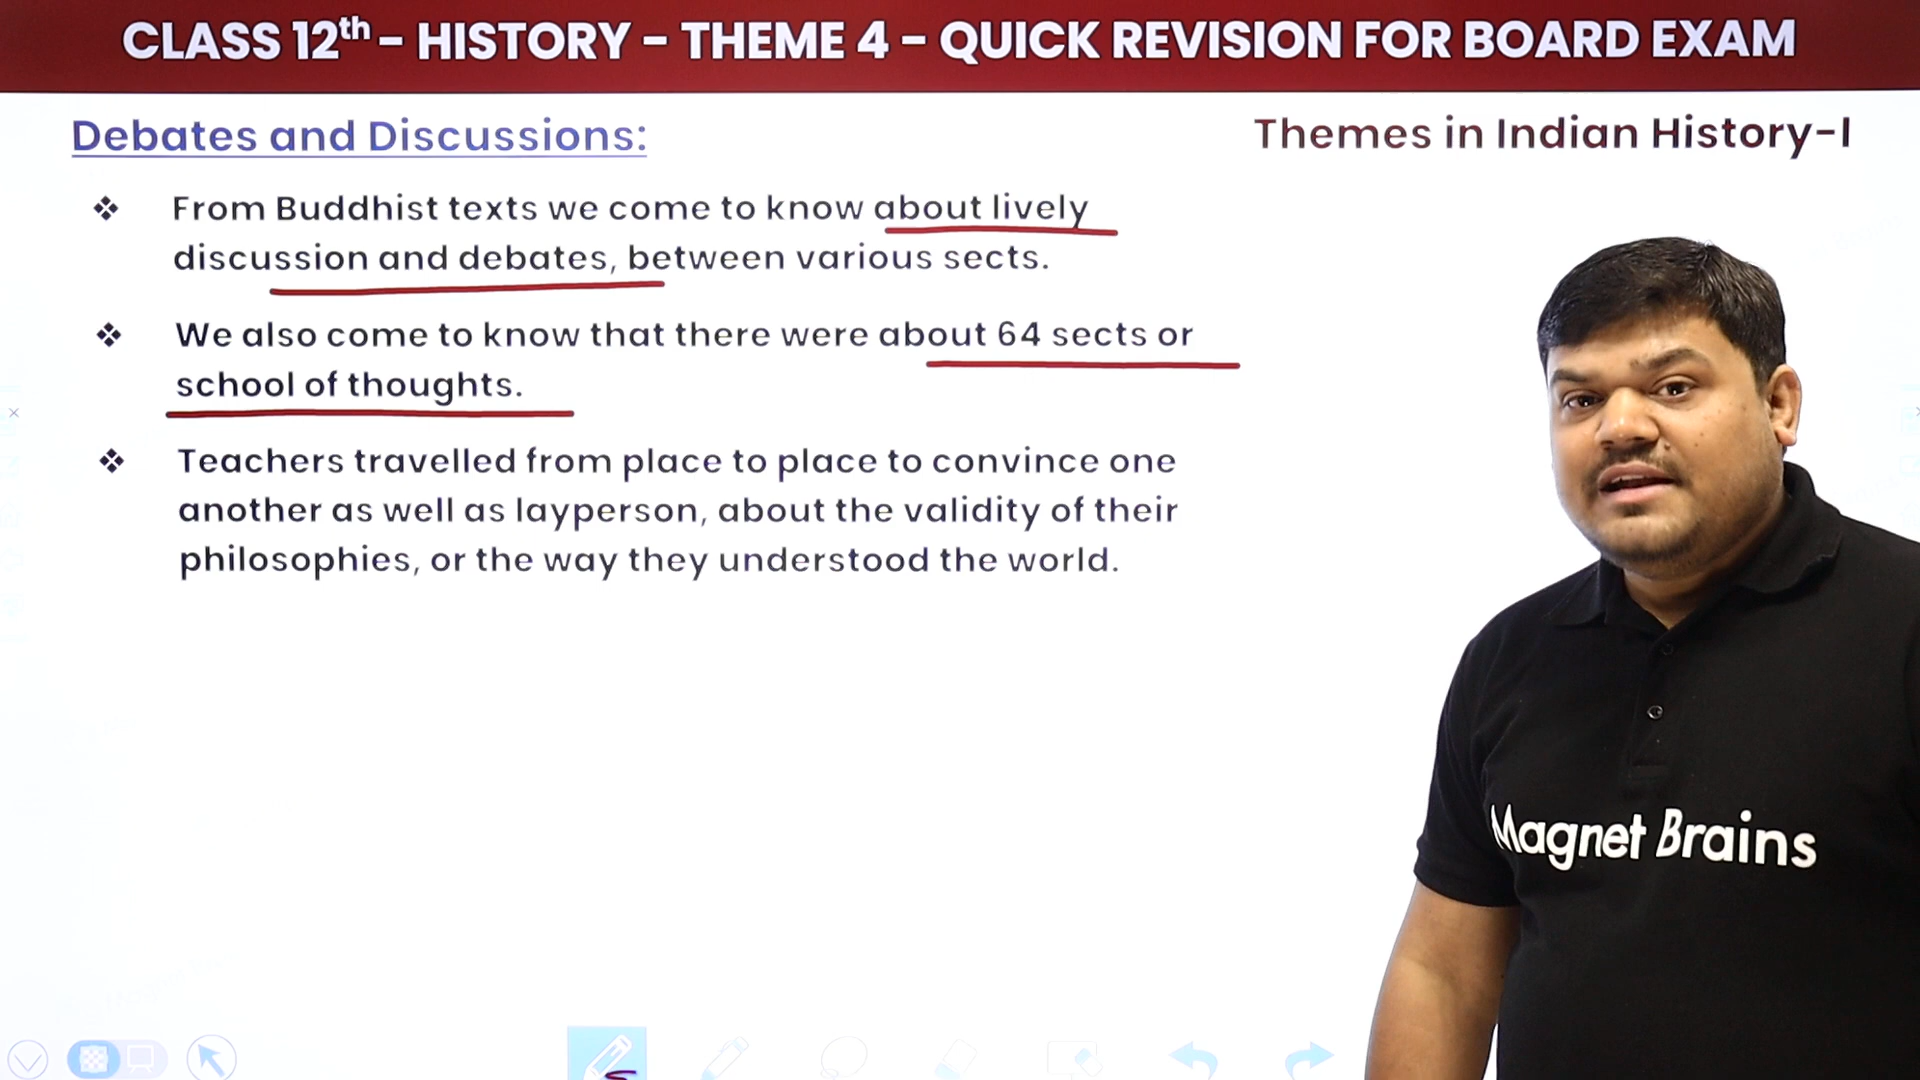 CLASS 12th - HISTORY - THEME 4 - QUICK REVISION FOR BOARD EXAM
Debates and Discussions:
Themes in Indian History-I
❖ From Buddhist texts we come to know about lively
discussion and debates, between various sects.
❖ We also come to know that there were about 64 sects or
school of thoughts.
❖ Teachers travelled from place to place to convince one
another as well as layperson, about the validity of their
philosophies, or the way they understood the world.
Magnet Brains